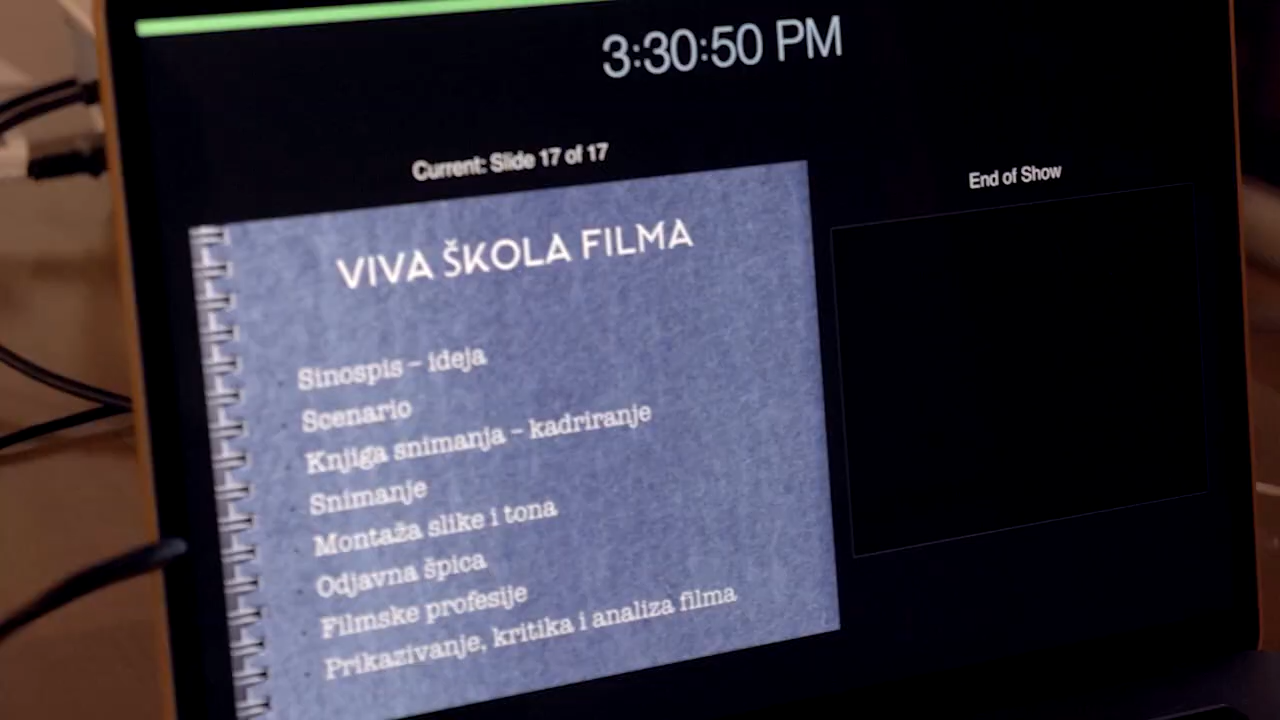 3:30:50 PM
Current: Slide 17 of 17
End of Show
VIVA ŠKOLA FILMA
Sinospis – ideja
Scenario
Knjiga snimanja – kadriranje
Snimanje
Montaža slike i tona
Odjavna špica
Filmske profesije
Prikazivanje, kritika i analiza filma